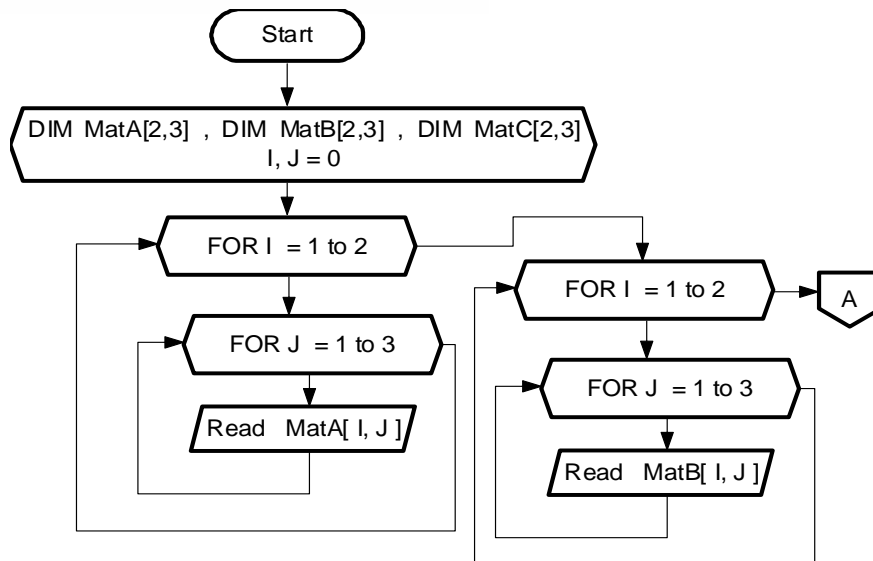 Start
DIM MatA[2,3] , DIM MatB[2,3] , DIM MatC[2,3]
I, J = 0
FOR I = 1 to 2
FOR J = 1 to 3
Read MatA[ I, J ]
FOR I = 1 to 2
A
FOR J = 1 to 3
Read MatB[ I, J ]